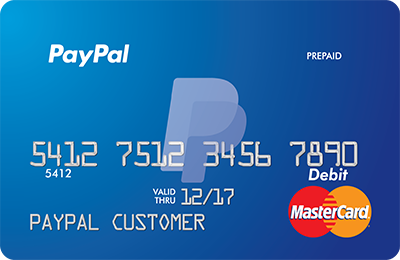 PayPal
PREPAID
5412 7512 3456 7890
5412
Debit
VALID THRU 12/17
PAYPAL CUSTOMER
MasterCard